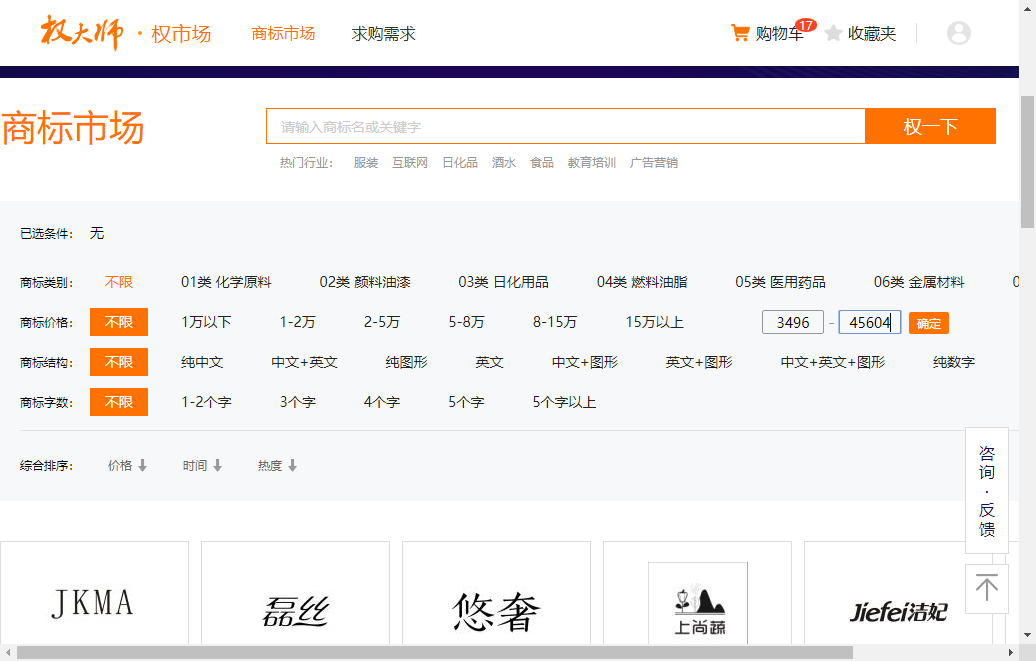 权大师 · 权市场 商标市场 求购需求 购物车 17 收藏夹
商标市场 请输入商标名或关键字 权一下
热门行业： 服装 互联网 日化品 酒水 食品 教育培训 广告营销
已选条件： 无
商标类别： 不限 01类 化学原料 02类 颜料油漆 03类 日化用品 04类 燃料油脂 05类 医用药品 06类 金属材料 0
商标价格： 不限 1万以下 1-2万 2-5万 5-8万 8-15万 15万以上 3496 - 45604 确定
商标结构： 不限 纯中文 中文+英文 纯图形 英文 中文+图形 英文+图形 中文+英文+图形 纯数字
商标字数： 不限 1-2个字 3个字 4个字 5个字 5个字以上
综合排序： 价格 时间 热度
咨询·反馈
JKMA 磊丝 悠奢 上尚蔬 Jiefei洁妃